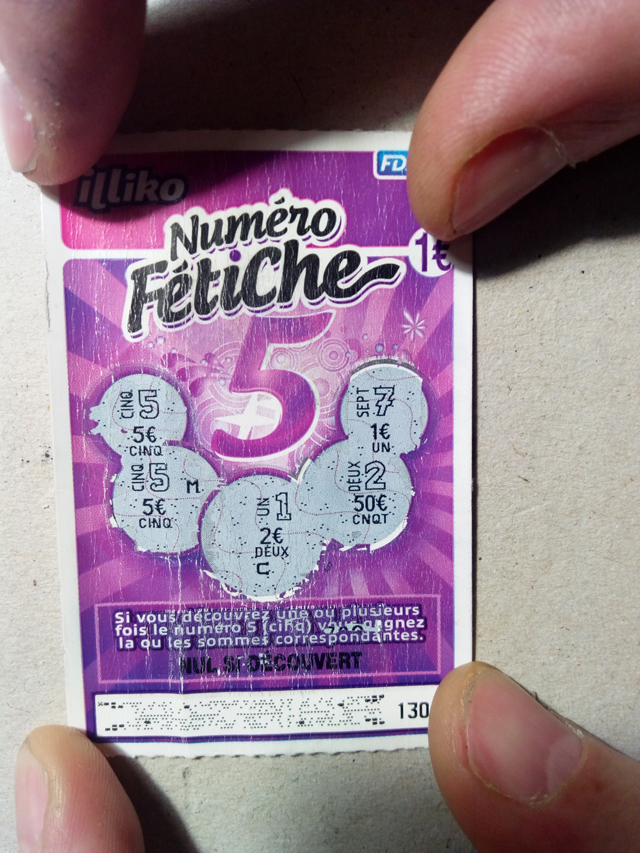 illiko
FD
Numéro
FétiChe
1€
5
CINQ 5
5€
CINQ
CINQ 5
5€
CINQ
M
UN 1
2€
DEUX
C
SEPT 7
1€
UN
DEUX 2
50€
CNQT
Si vous découvrez une ou plusieurs
fois le numéro 5 (cinq) vous gagnez
la ou les sommes correspondantes.
NUL SI DÉCOUVERT
130